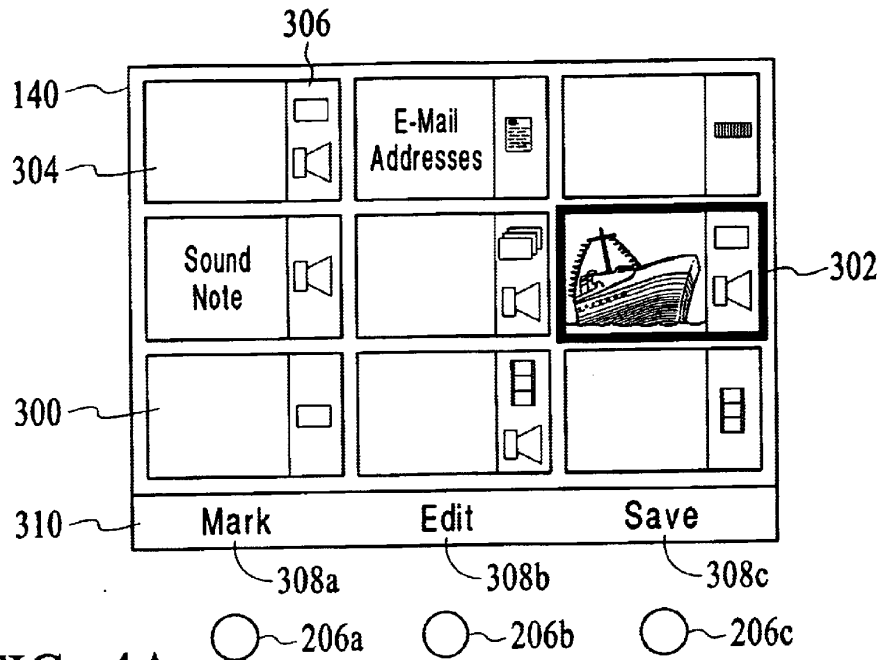 306
140
E-Mail
Addresses
304
Sound
Note
302
300
310
Mark
Edit
Save
308a
308b
308c
206a
206b
206c